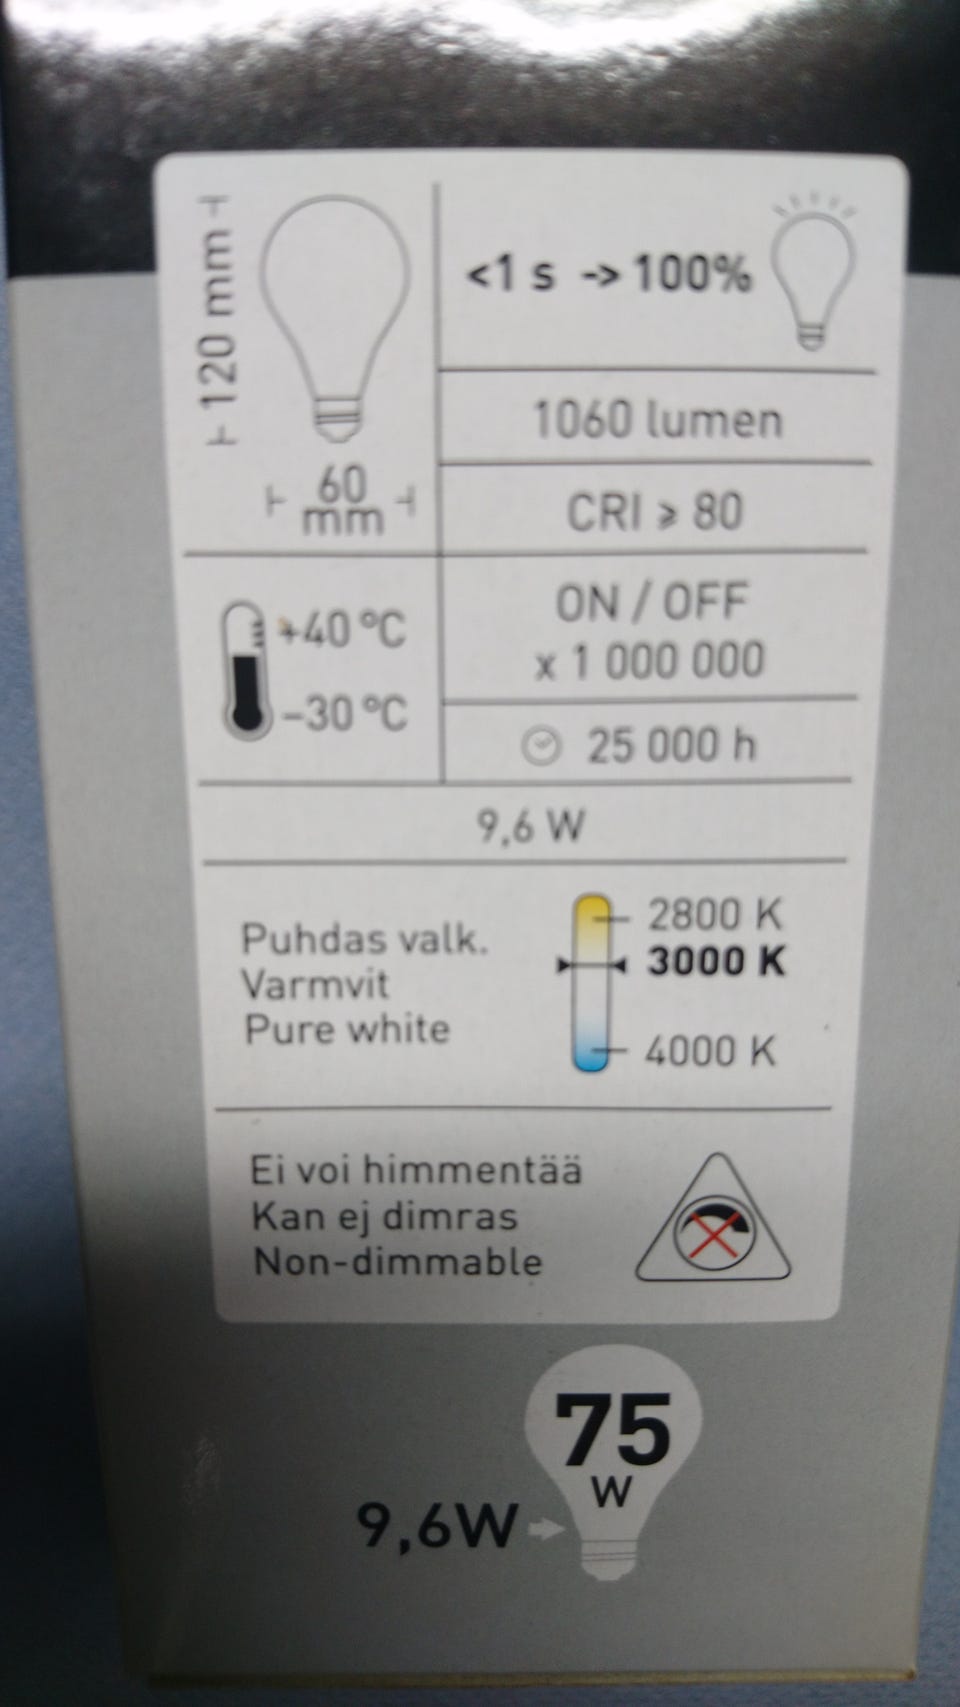 120 mm
60
mm
<1 s -> 100%
1060 lumen
CRI ⩾ 80
+40 °C
-30 °C
ON / OFF
x 1 000 000
25 000 h
9,6 W
Puhdas valk.
Varmvit
Pure white
2800 K
3000 K
4000 K
Ei voi himmentää
Kan ej dimras
Non-dimmable
75
W
9,6W